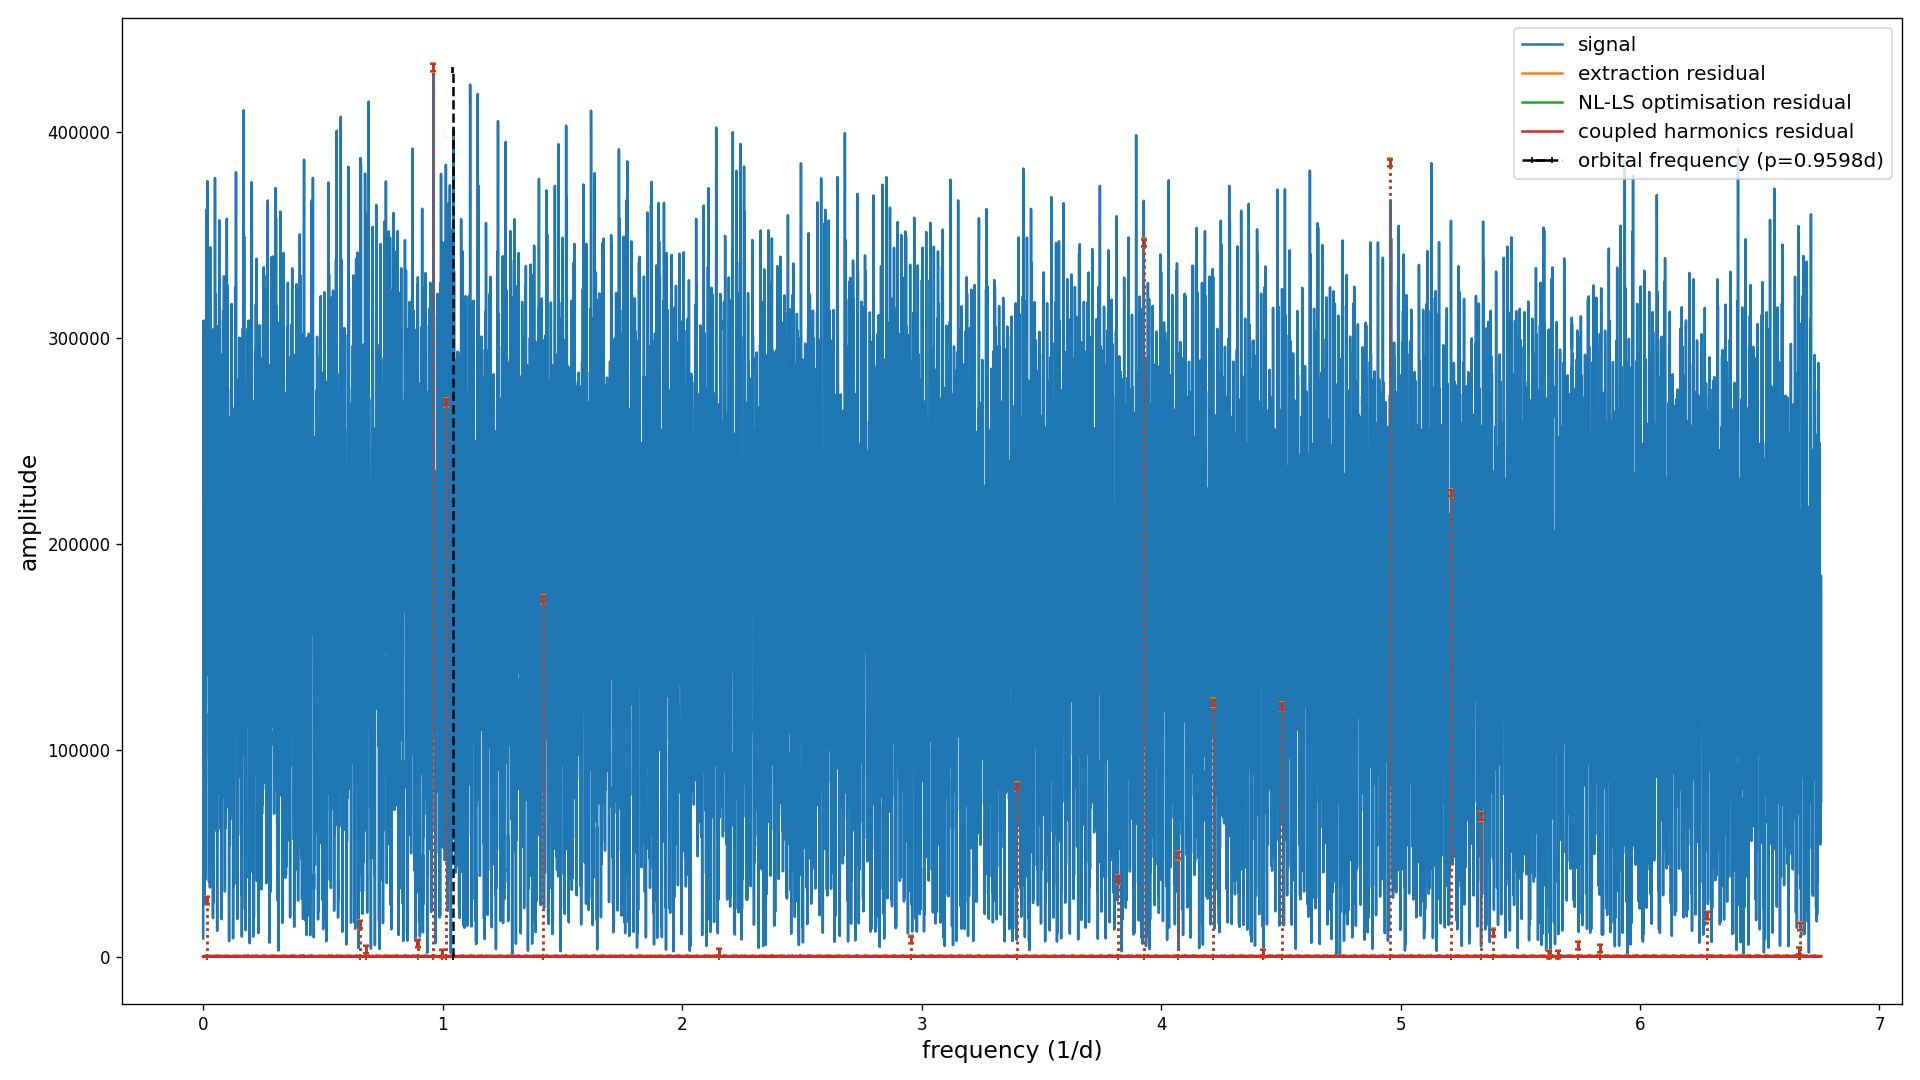 signal
extraction residual
NL-LS optimisation residual
coupled harmonics residual
orbital frequency (p=0.9598d)
400000
300000
200000
100000
0
amplitude
0 1 2 3 4 5 6 7
frequency (1/d)